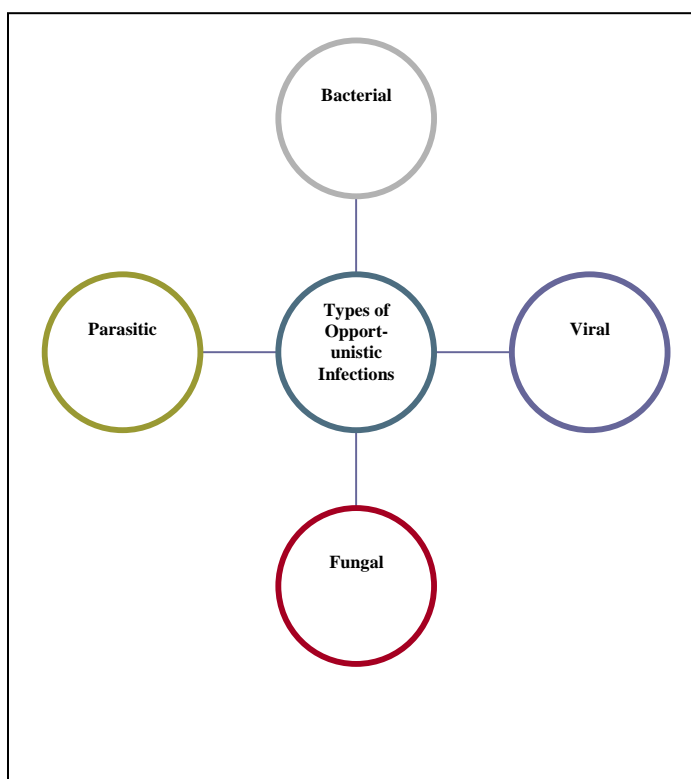 Bacterial
Parasitic
Types of
Opport-
unistic
Infections
Viral
Fungal